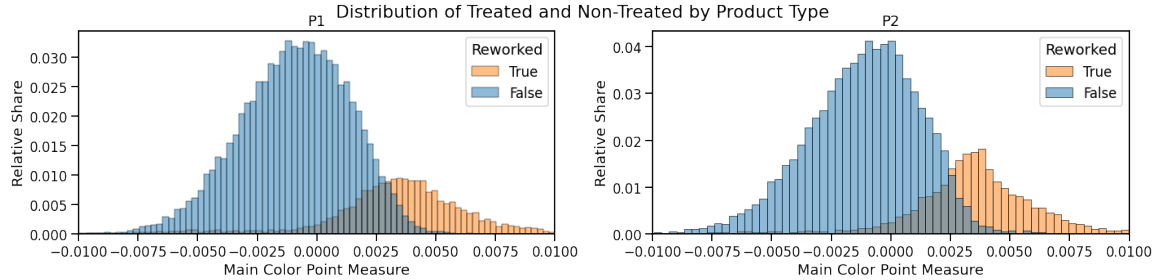 Distribution of Treated and Non-Treated by Product Type
P1
Relative Share
0.030
0.025
0.020
0.015
0.010
0.005
0.000
Reworked
True
False
−0.0100 −0.0075 −0.0050 −0.0025 0.0000 0.0025 0.0050 0.0075 0.0100
Main Color Point Measure
P2
Relative Share
0.04
0.03
0.02
0.01
0.00
Reworked
True
False
−0.0100 −0.0075 −0.0050 −0.0025 0.0000 0.0025 0.0050 0.0075 0.0100
Main Color Point Measure